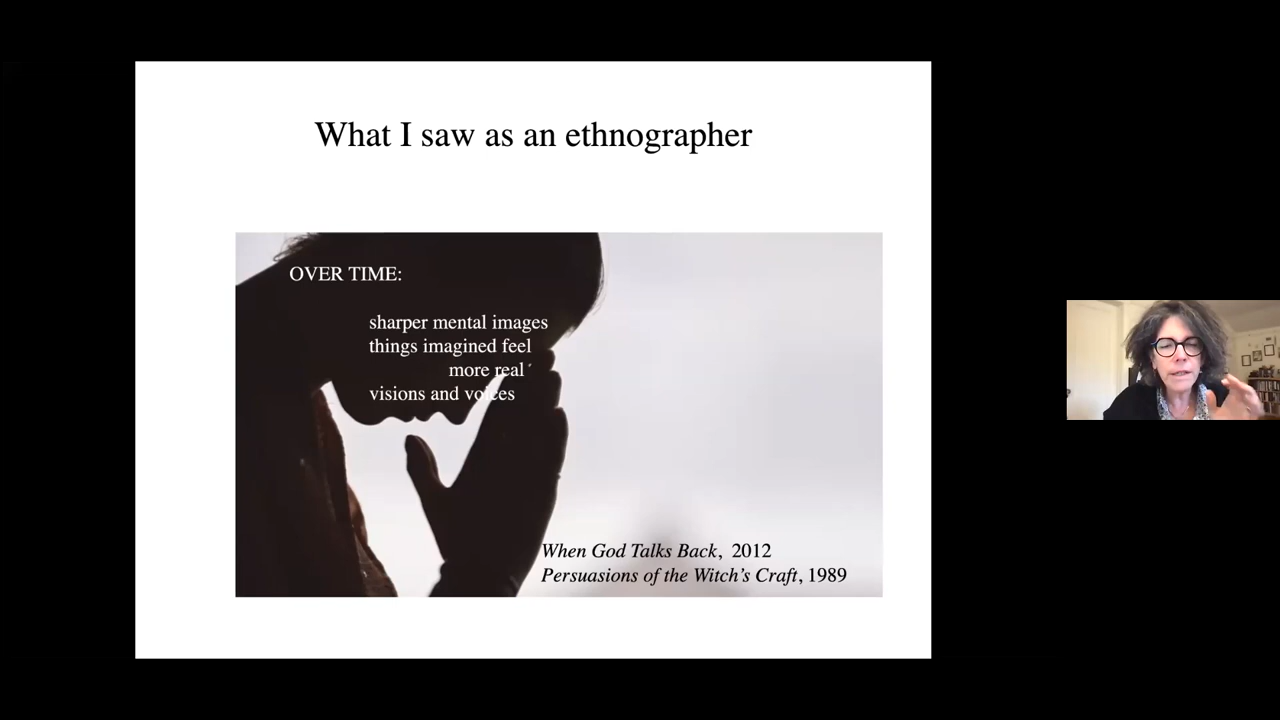 What I saw as an ethnographer
OVER TIME:
sharper mental images
things imagined feel
more real
visions and voices
When God Talks Back, 2012
Persuasions of the Witch's Craft, 1989